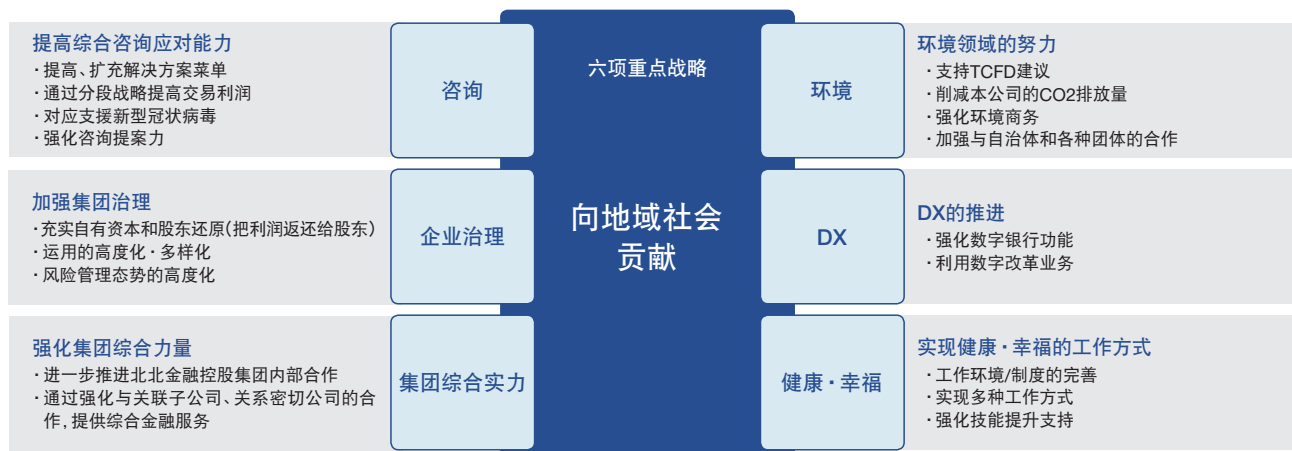 六项重点战略
向地域社会
贡献
咨询
提高综合咨询应对能力
·提高、扩充解决方案菜单
·通过分段战略提高交易利润
·对应支援新型冠状病毒
·强化咨询提案力
企业治理
加强集团治理
·充实自有资本和股东还原(把利润返还给股东)
·运用的高度化·多样化
·风险管理态势的高度化
集团综合实力
强化集团综合力量
·进一步推进北北金融控股集团内部合作
·通过强化与关联子公司、关系密切公司的合
作,提供综合金融服务
环境
环境领域的努力
·支持TCFD建议
·削减本公司的CO2排放量
·强化环境商务
·加强与自治体和各种团体的合作
DX
DX的推进
·强化数字银行功能
·利用数字改革业务
健康·幸福
实现健康·幸福的工作方式
·工作环境/制度的完善
·实现多种工作方式
·强化技能提升支持